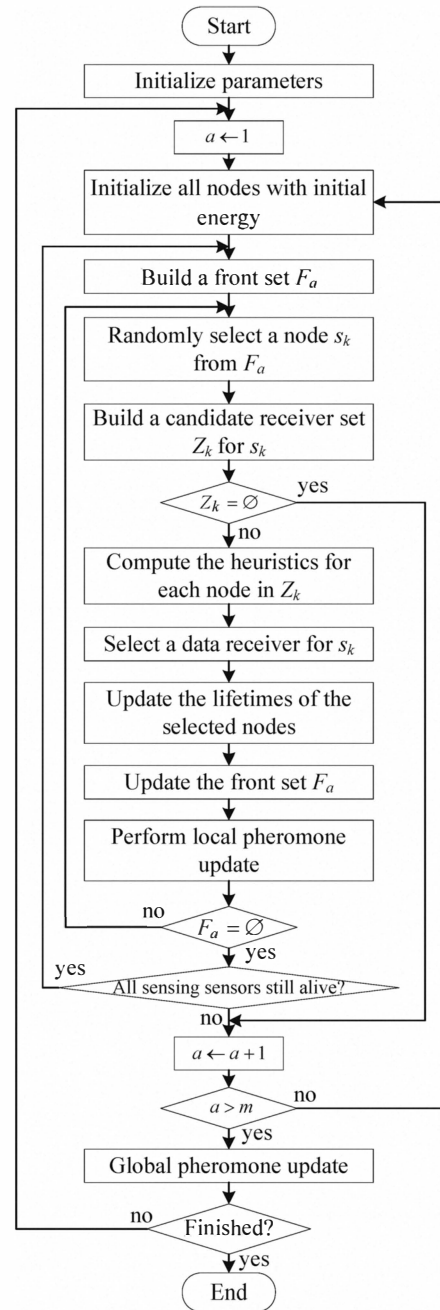 Start
Initialize parameters
a ← 1
Initialize all nodes with initial
energy
Build a front set Fa
Randomly select a node sk
from Fa
Build a candidate receiver set
Zk for sk
Zk = ∅
yes
no
Compute the heuristics for
each node in Zk
Select a data receiver for sk
Update the lifetimes of the
selected nodes
Update the front set Fa
Perform local pheromone
update
no
Fa = ∅
yes
yes
All sensing sensors still alive?
no
a ← a + 1
a > m
no
yes
Global pheromone update
no
Finished?
yes
End